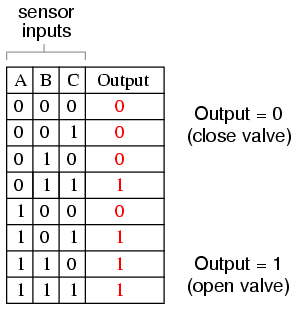 sensor
inputs
A B C Output
0 0 0 0
0 0 1 0
0 1 0 0
0 1 1 1
1 0 0 0
1 0 1 1
1 1 0 1
1 1 1 1
Output = 0
(close valve)
Output = 1
(open valve)